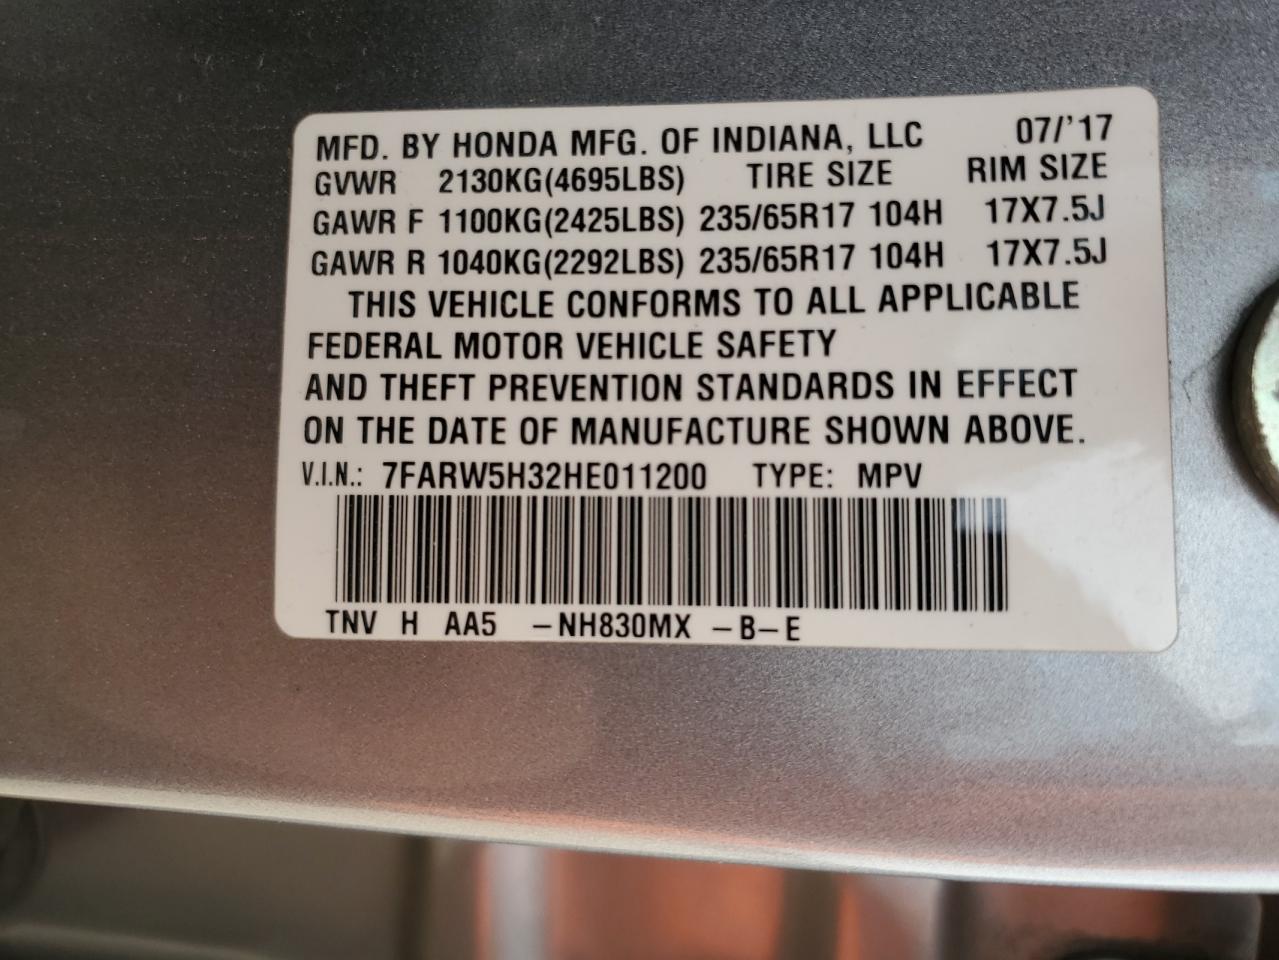 MFD. BY HONDA MFG. OF INDIANA, LLC 07/'17
GVWR 2130KG(4695LBS) TIRE SIZE RIM SIZE
GAWR F 1100KG(2425LBS) 235/65R17 104H 17X7.5J
GAWR R 1040KG(2292LBS) 235/65R17 104H 17X7.5J
THIS VEHICLE CONFORMS TO ALL APPLICABLE
FEDERAL MOTOR VEHICLE SAFETY
AND THEFT PREVENTION STANDARDS IN EFFECT
ON THE DATE OF MANUFACTURE SHOWN ABOVE.
V.I.N.: 7FARW5H32HE011200 TYPE: MPV
TNV H AA5 –NH830MX –B–E